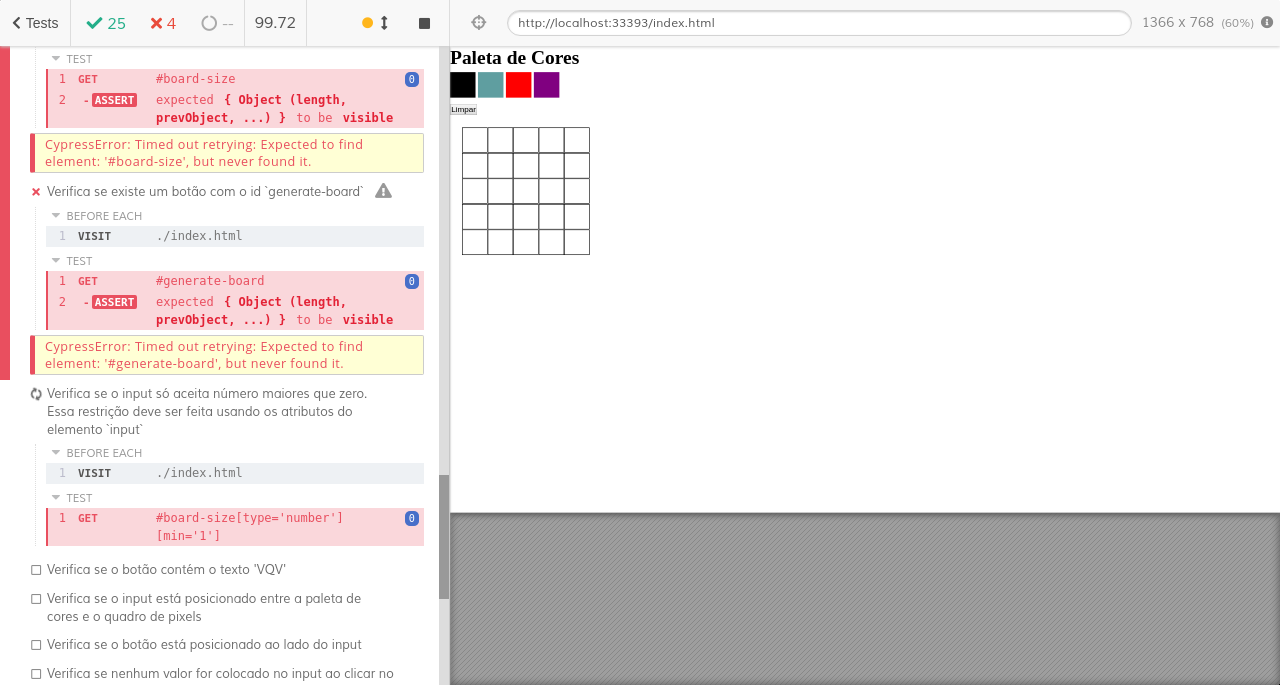 Tests 25 4 -- 99.72 http://localhost:33393/index.html 1366 x 768 (60%)
TEST
1 GET #board-size 0
2 - ASSERT expected { Object (length,
prevObject, ...) } to be visible
CypressError: Timed out retrying: Expected to find
element: '#board-size', but never found it.
Verifica se existe um botão com o id `generate-board`
BEFORE EACH
1 VISIT ./index.html
TEST
1 GET #generate-board 0
2 - ASSERT expected { Object (length,
prevObject, ...) } to be visible
CypressError: Timed out retrying: Expected to find
element: '#generate-board', but never found it.
Verifica se o input só aceita número maiores que zero.
Essa restrição deve ser feita usando os atributos do
elemento `input`
BEFORE EACH
1 VISIT ./index.html
TEST
1 GET #board-size[type='number'] 0
[min='1']
Verifica se o botão contém o texto 'VQV'
Verifica se o input está posicionado entre a paleta de
cores e o quadro de pixels
Verifica se o botão está posicionado ao lado do input
Verifica se nenhum valor for colocado no input ao clicar no
Paleta de Cores
Limpar